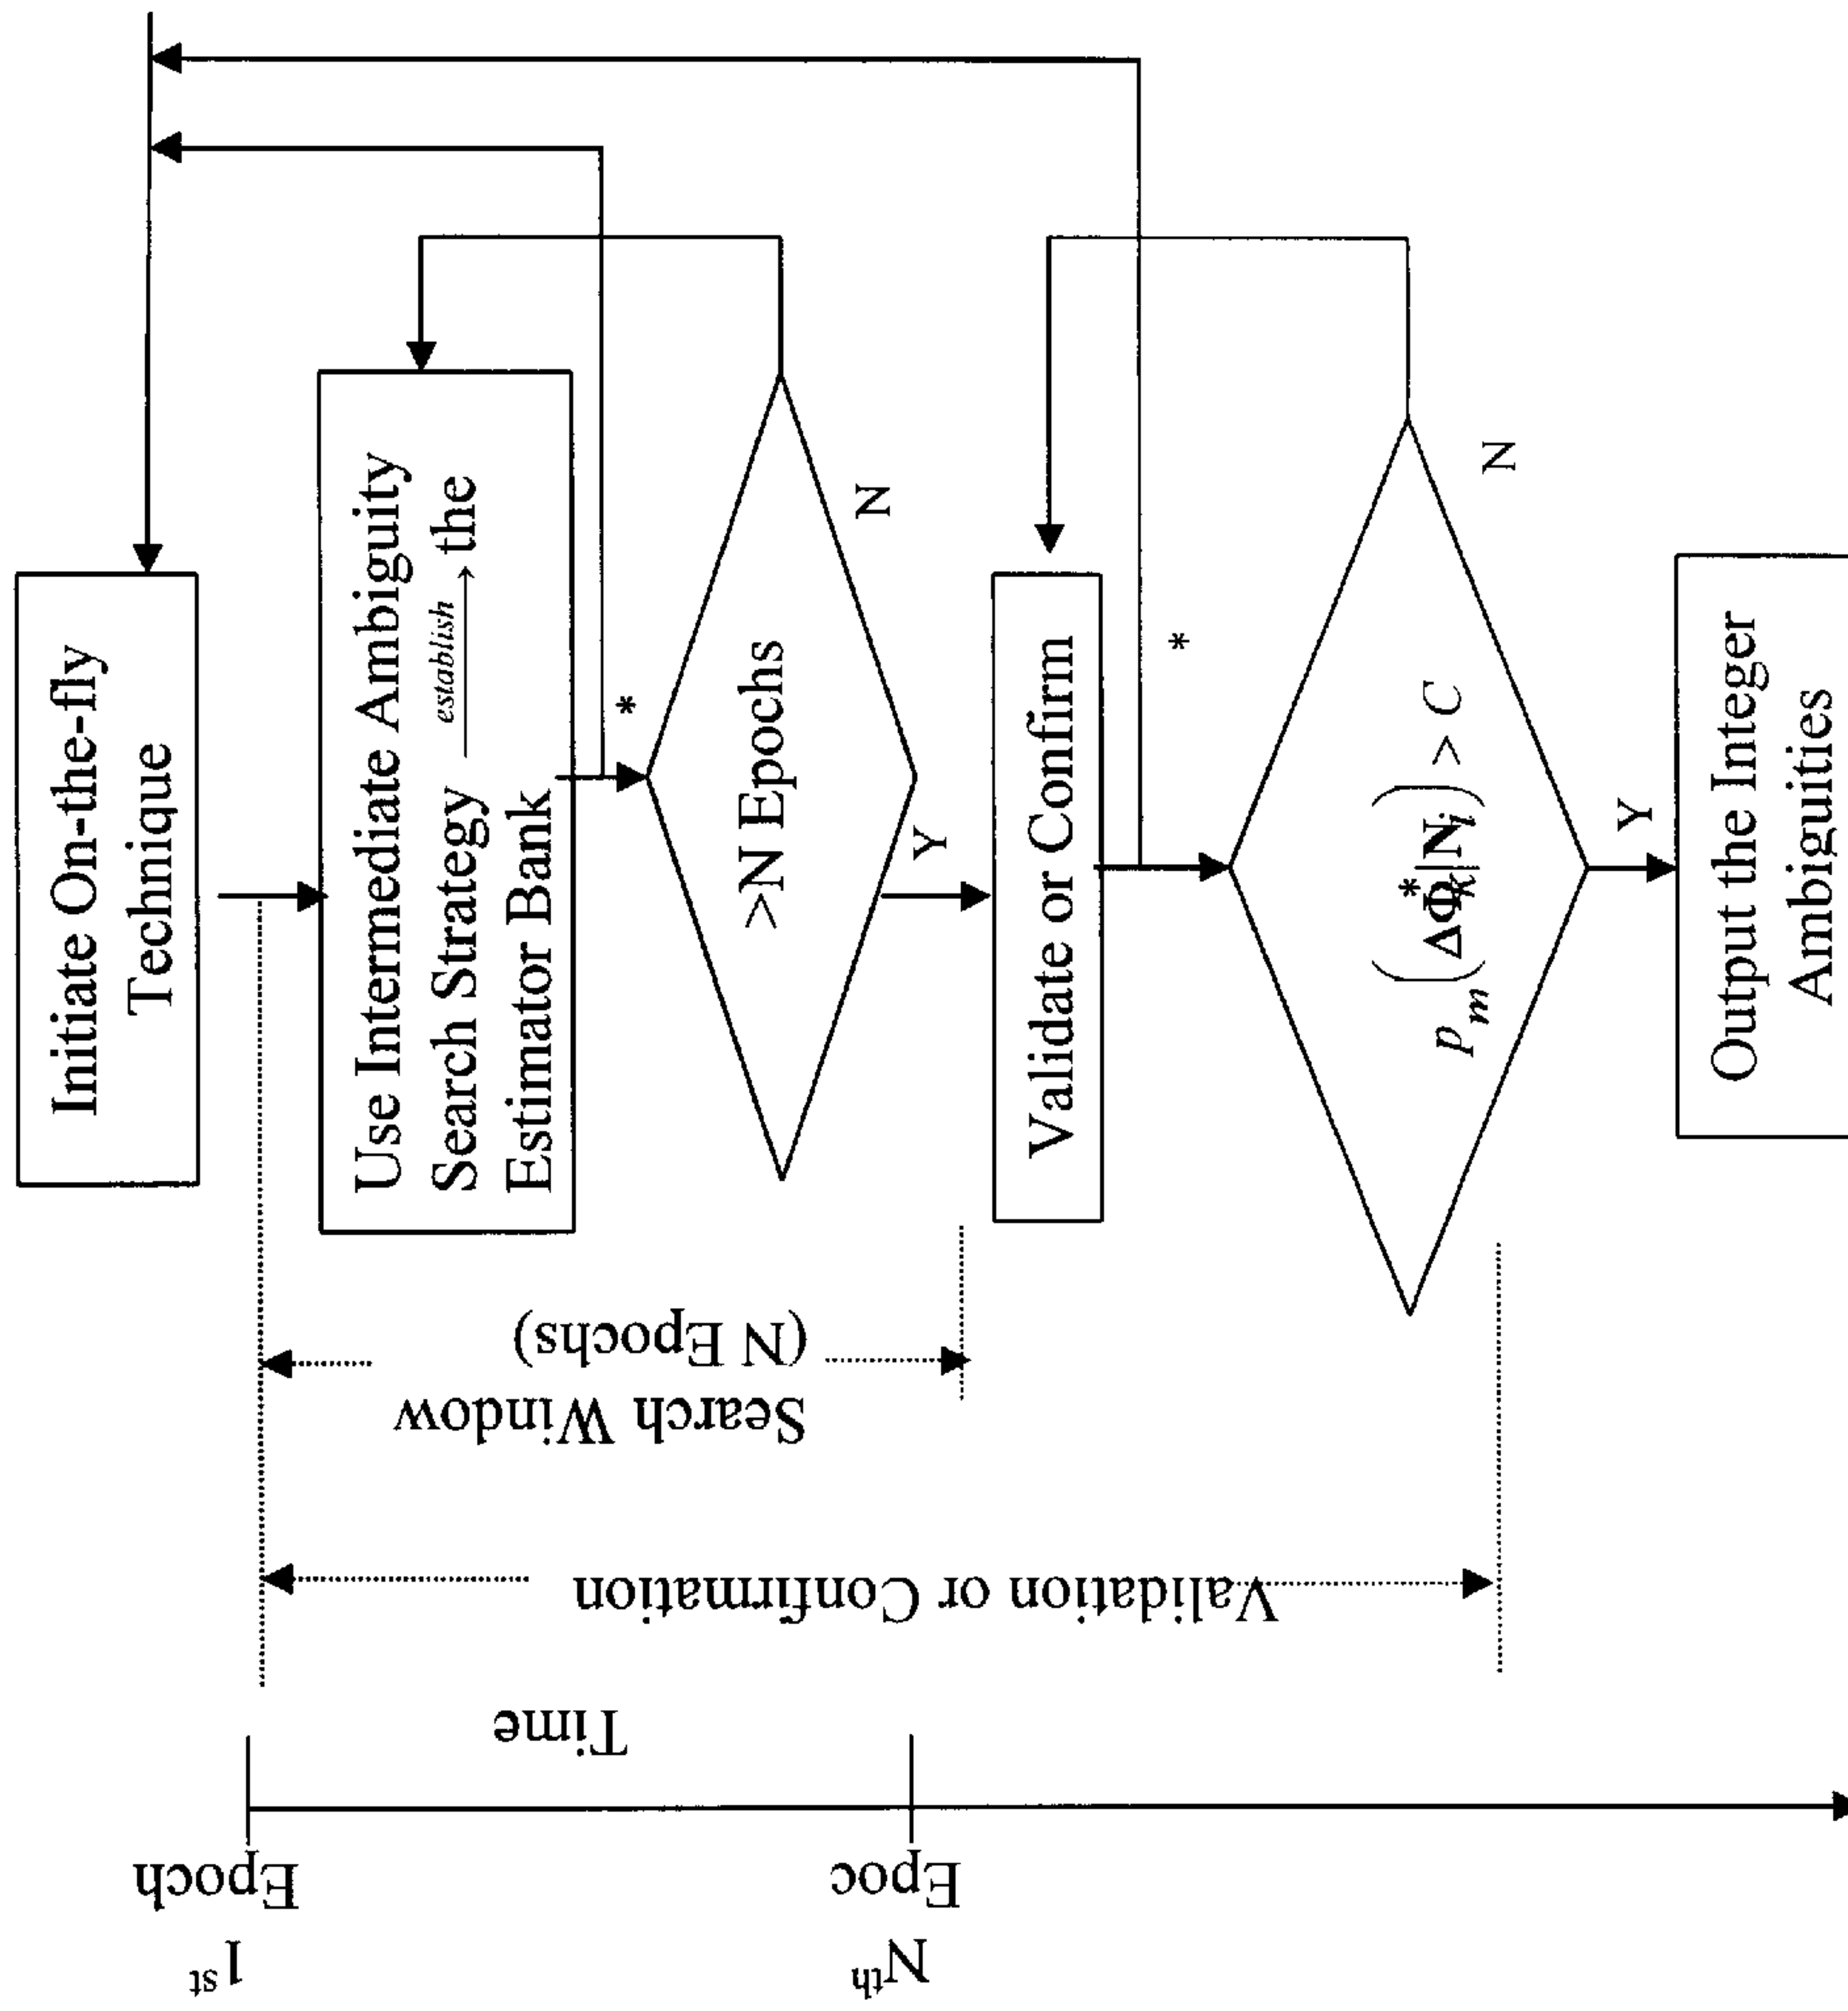 Initiate On-the-fly
Technique
Use Intermediate Ambiguity
Search Strategy establish the
Estimator Bank
*
>N Epochs
N
Y
Validate or Confirm
*
p m ( ΔΦ * k | N i ) > C
N
Y
Output the Integer
Ambiguities
Search Window
(N Epochs)
Validation or Confirmation
Time
1st
Epoch
Nth
Epoc